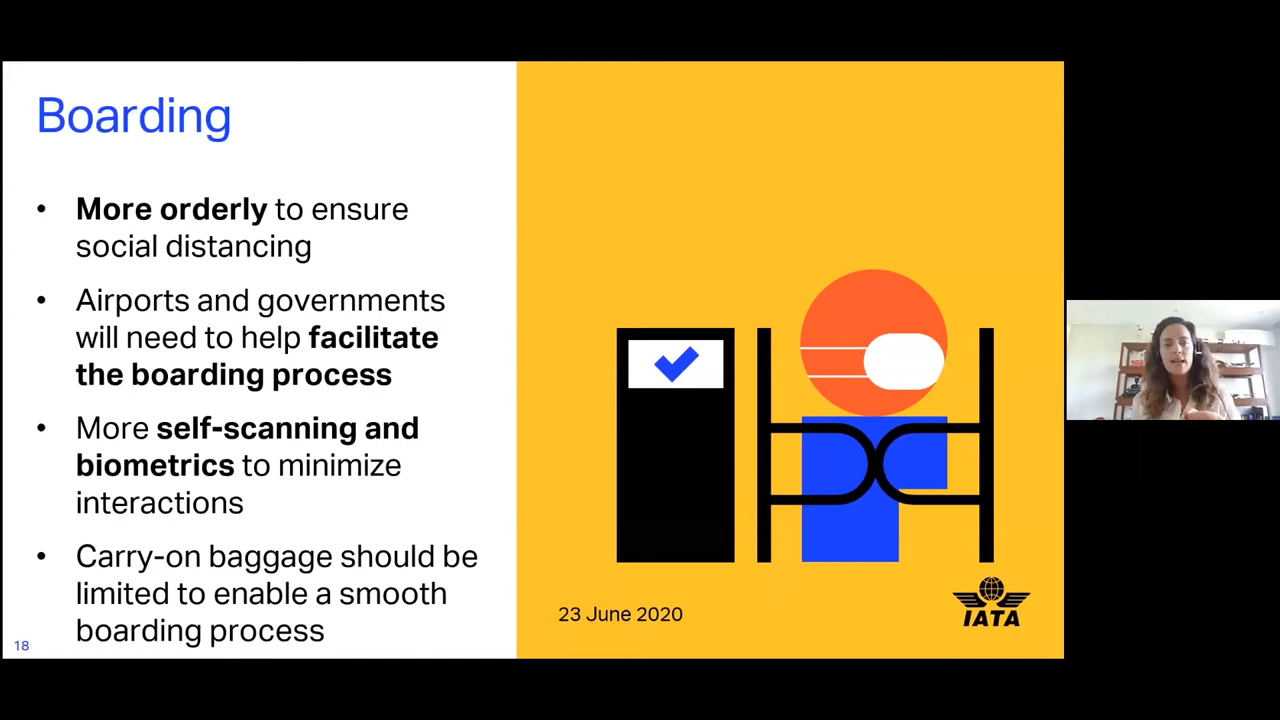 Boarding
• More orderly to ensure
social distancing
• Airports and governments
will need to help facilitate
the boarding process
• More self-scanning and
biometrics to minimize
interactions
• Carry-on baggage should be
limited to enable a smooth
boarding process
18
23 June 2020
IATA